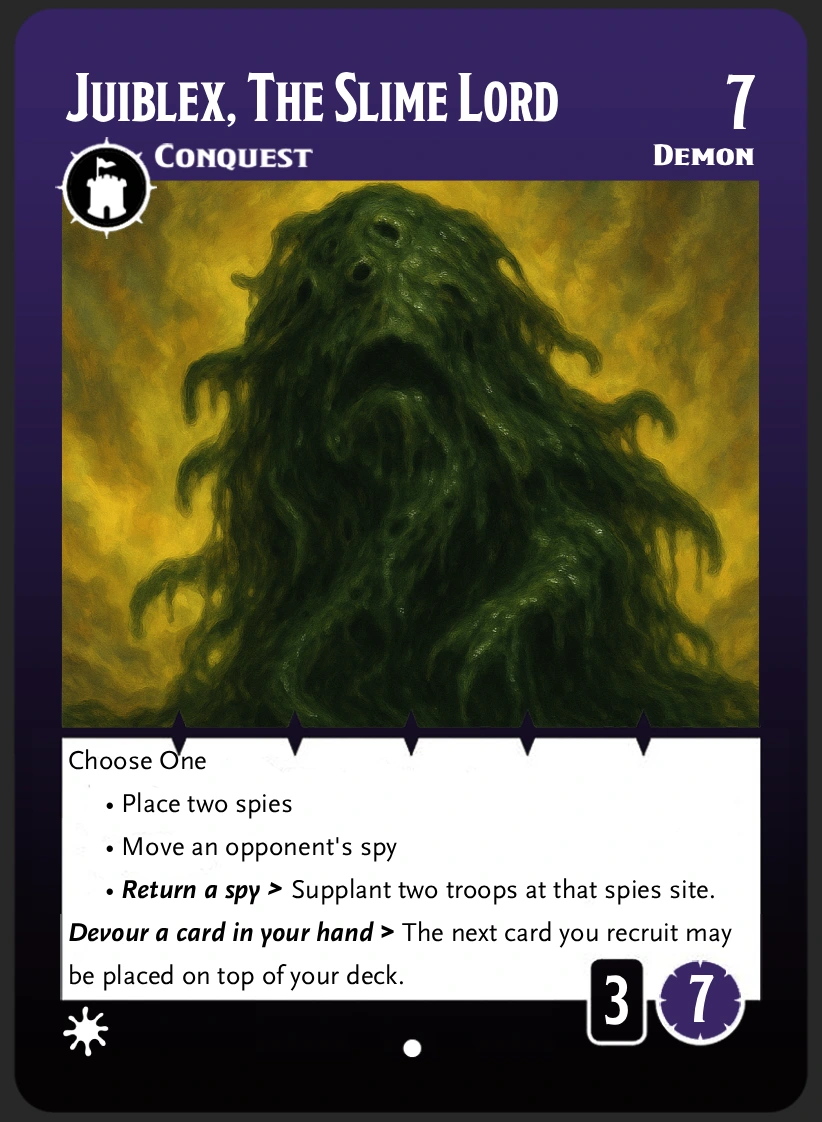 Juiblex, The Slime Lord 7
Conquest Demon
Choose One
• Place two spies
• Move an opponent's spy
• Return a spy > Supplant two troops at that spies site.
Devour a card in your hand > The next card you recruit may
be placed on top of your deck.
3 7